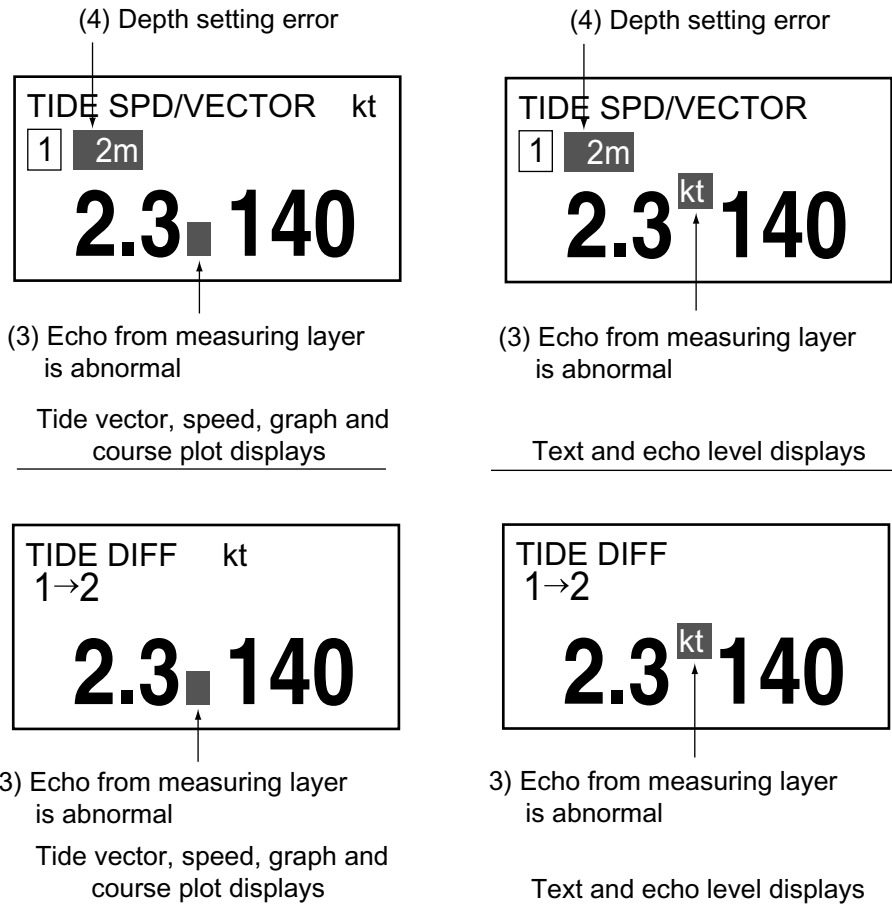 (4) Depth setting error
TIDE SPD/VECTOR kt
1 2m
2.3 140
(3) Echo from measuring layer
is abnormal
Tide vector, speed, graph and
course plot displays
(4) Depth setting error
TIDE SPD/VECTOR
1 2m
2.3 kt 140
(3) Echo from measuring layer
is abnormal
Text and echo level displays
TIDE DIFF kt
1→2
2.3 140
3) Echo from measuring layer
is abnormal
Tide vector, speed, graph and
course plot displays
TIDE DIFF
1→2
2.3 kt 140
3) Echo from measuring layer
is abnormal
Text and echo level displays